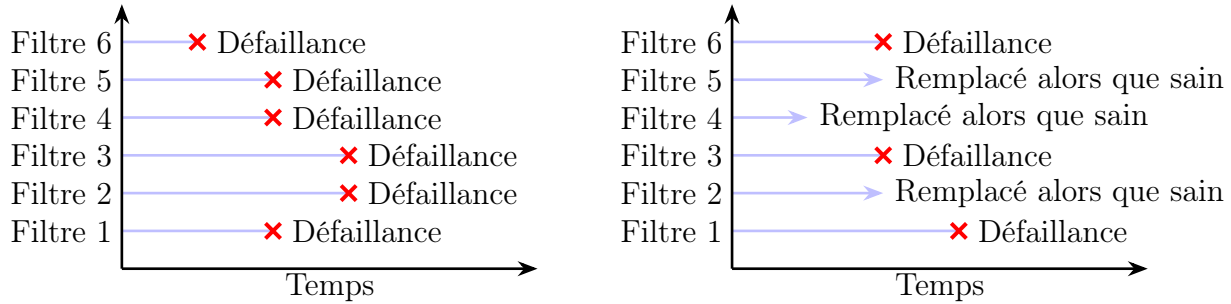 Filtre 6 Défaillance
Filtre 5 Défaillance
Filtre 4 Défaillance
Filtre 3 Défaillance
Filtre 2 Défaillance
Filtre 1 Défaillance
Temps
Filtre 6 Défaillance
Filtre 5 Remplacé alors que sain
Filtre 4 Remplacé alors que sain
Filtre 3 Défaillance
Filtre 2 Remplacé alors que sain
Filtre 1 Défaillance
Temps